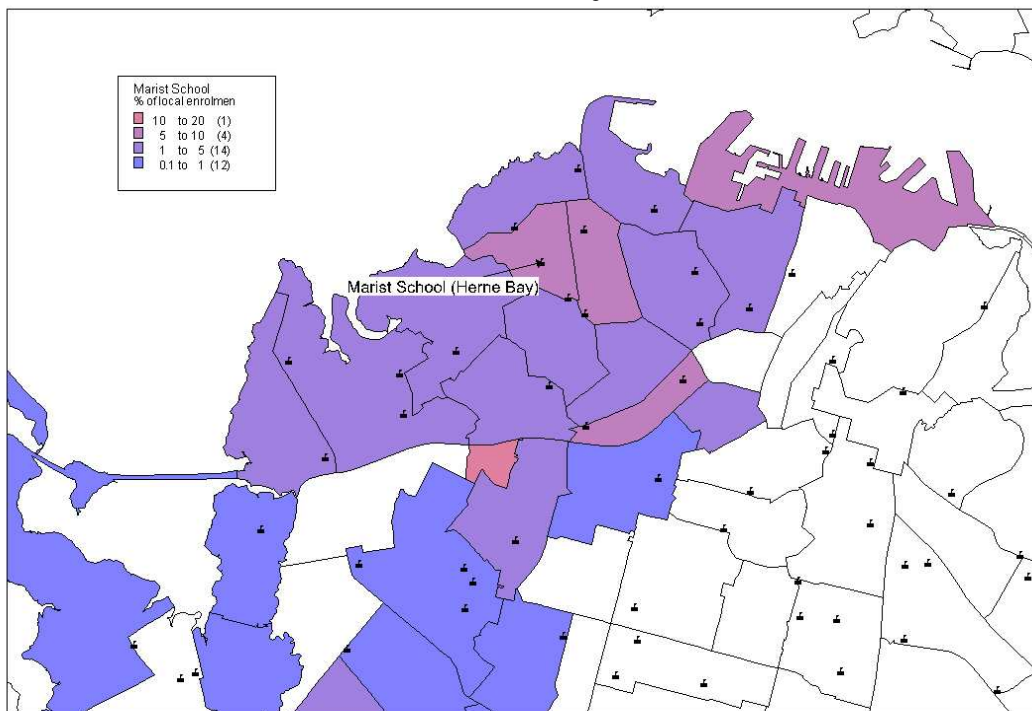 Marist School
% of local enrolmen
10 to 20 (1)
5 to 10 (4)
1 to 5 (14)
0.1 to 1 (12)
Marist School (Herne Bay)